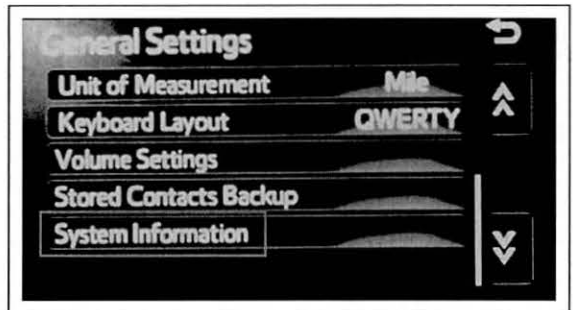 General Settings
Unit of Measurement Mile
Keyboard Layout QWERTY
Volume Settings
Stored Contacts Backup
System Information